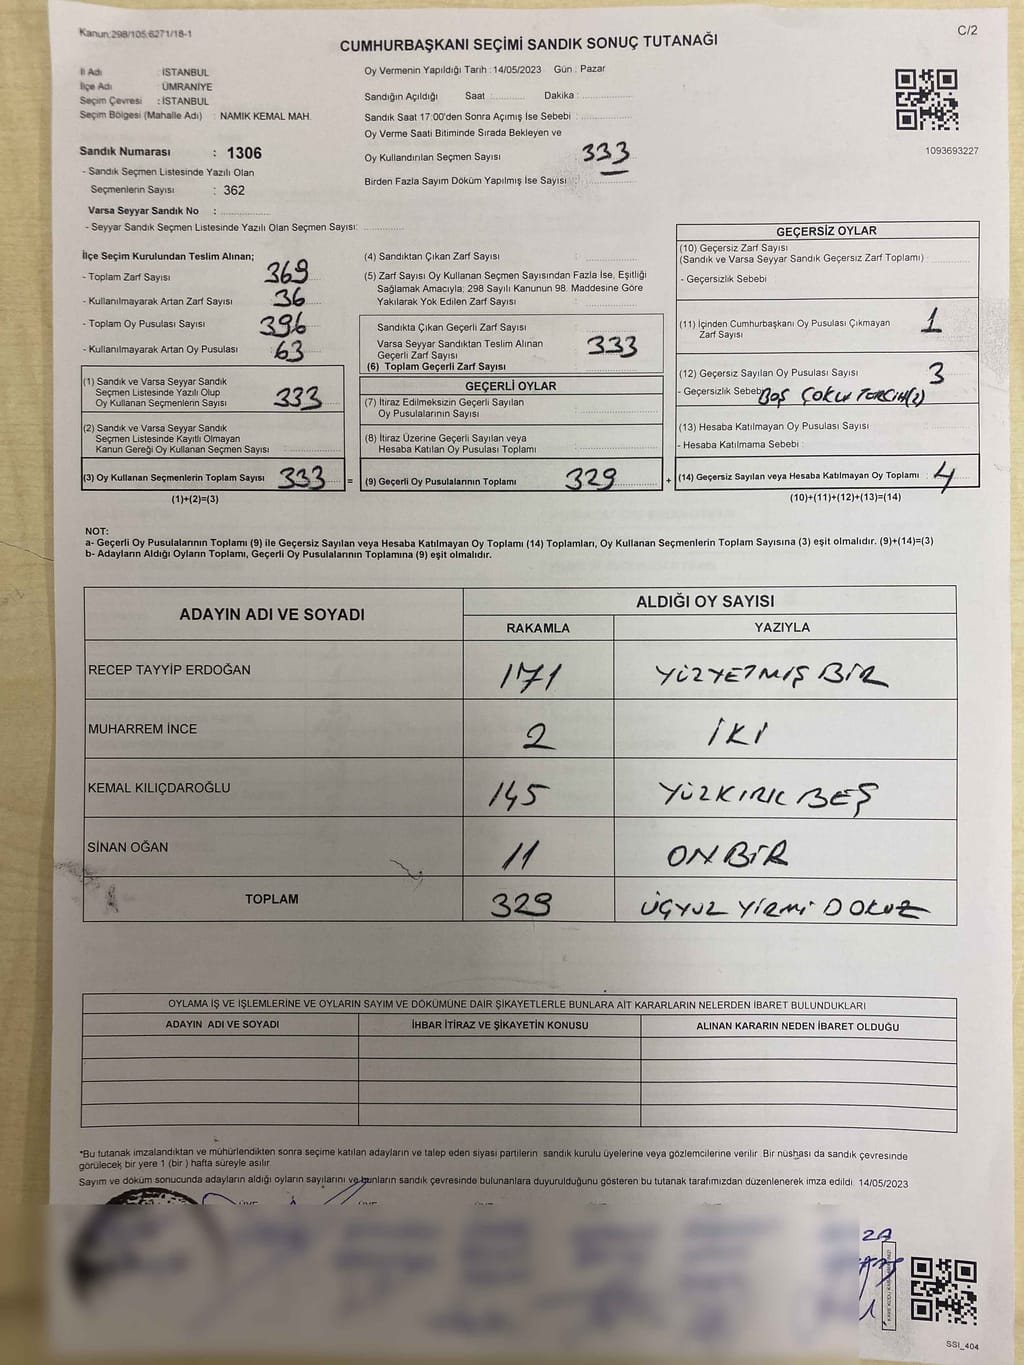 Kanun:298/105;6271/18-1
C/2
CUMHURBAŞKANI SEÇİMİ SANDIK SONUÇ TUTANAĞI
İl Adı : İSTANBUL
İlçe Adı : ÜMRANİYE
Seçim Çevresi : İSTANBUL
Seçim Bölgesi (Mahalle Adı) : NAMIK KEMAL MAH.
Sandık Numarası : 1306
- Sandık Seçmen Listesinde Yazılı Olan
Seçmenlerin Sayısı : 362
Varsa Seyyar Sandık No :
- Seyyar Sandık Seçmen Listesinde Yazılı Olan Seçmen Sayısı:
Oy Vermenin Yapıldığı Tarih : 14/05/2023 Gün : Pazar
Sandığın Açıldığı Saat : Dakika :
Sandık Saat 17:00'den Sonra Açımış İse Sebebi :
Oy Verme Saati Bitiminde Sırada Bekleyen ve
Oy Kullandırılan Seçmen Sayısı 333
Birden Fazla Sayım Döküm Yapılmış İse Sayısı :
1093693227
İlçe Seçim Kurulundan Teslim Alınan;
- Toplam Zarf Sayısı 369
- Kullanılmayarak Artan Zarf Sayısı 36
- Toplam Oy Pusulası Sayısı 396
- Kullanılmayarak Artan Oy Pusulası 63
(1) Sandık ve Varsa Seyyar Sandık
Seçmen Listesinde Yazılı Olup
Oy Kullanan Seçmenlerin Sayısı 333
(2) Sandık ve Varsa Seyyar Sandık
Seçmen Listesinde Kayıtlı Olmayan
Kanun Gereği Oy Kullanan Seçmen Sayısı
(3) Oy Kullanan Seçmenlerin Toplam Sayısı 333 =
(1)+(2)=(3)
(4) Sandıktan Çıkan Zarf Sayısı
(5) Zarf Sayısı Oy Kullanan Seçmen Sayısından Fazla İse, Eşitliği
Sağlamak Amacıyla; 298 Sayılı Kanunun 98. Maddesine Göre
Yakılarak Yok Edilen Zarf Sayısı
Sandıkta Çıkan Geçerli Zarf Sayısı
Varsa Seyyar Sandıktan Teslim Alınan
Geçerli Zarf Sayısı
(6) Toplam Geçerli Zarf Sayısı 333
GEÇERLİ OYLAR
(7) İtiraz Edilmeksizin Geçerli Sayılan
Oy Pusulalarının Sayısı
(8) İtiraz Üzerine Geçerli Sayılan veya
Hesaba Katılan Oy Pusulası Toplamı
(9) Geçerli Oy Pusulalarının Toplamı 329 +
GEÇERSİZ OYLAR
(10) Geçersiz Zarf Sayısı
(Sandık ve Varsa Seyyar Sandık Geçersiz Zarf Toplamı)
- Geçersizlik Sebebi
(11) İçinden Cumhurbaşkanı Oy Pusulası Çıkmayan
Zarf Sayısı 1
(12) Geçersiz Sayılan Oy Pusulası Sayısı 3
- Geçersizlik Sebebi BOŞ ÇOKLU TERCİH(2)
(13) Hesaba Katılmayan Oy Pusulası Sayısı
- Hesaba Katılmama Sebebi
(14) Geçersiz Sayılan veya Hesaba Katılmayan Oy Toplamı 4
(10)+(11)+(12)+(13)=(14)
NOT:
a- Geçerli Oy Pusulalarının Toplamı (9) ile Geçersiz Sayılan veya Hesaba Katılmayan Oy Toplamı (14) Toplamları, Oy Kullanan Seçmenlerin Toplam Sayısına (3) eşit olmalıdır. (9)+(14)=(3)
b- Adayların Aldığı Oyların Toplamı, Geçerli Oy Pusulalarının Toplamına (9) eşit olmalıdır.
ADAYIN ADI VE SOYADI ALDIĞI OY SAYISI
RAKAMLA YAZIYLA
RECEP TAYYİP ERDOĞAN 171 YÜZYETMİŞ BİR
MUHARREM İNCE 2 İKİ
KEMAL KILIÇDAROĞLU 145 YÜZKIRK BEŞ
SİNAN OĞAN 11 ONBİR
TOPLAM 329 ÜÇYÜZ YİRMİ DOKUZ
OYLAMA İŞ VE İŞLEMLERİNE VE OYLARIN SAYIM VE DÖKÜMÜNE DAİR ŞİKAYETLERLE BUNLARA AİT KARARLARIN NELERDEN İBARET BULUNDUKLARI
ADAYIN ADI VE SOYADI İHBAR İTİRAZ VE ŞİKAYETİN KONUSU ALINAN KARARIN NEDEN İBARET OLDUĞU
*Bu tutanak imzalandıktan ve mühürlendikten sonra seçime katılan adayların ve talep eden siyasi partilerin sandık kurulu üyelerine veya gözlemcilerine verilir. Bir nüshası da sandık çevresinde
görülecek bir yere 1 (bir) hafta süreyle asılır.
Sayım ve döküm sonucunda adayların aldığı oyların sayılarını ve bunların sandık çevresinde bulunanlara duyurulduğunu gösteren bu tutanak tarafımızdan düzenlenerek imza edildi. 14/05/2023
SSI_404